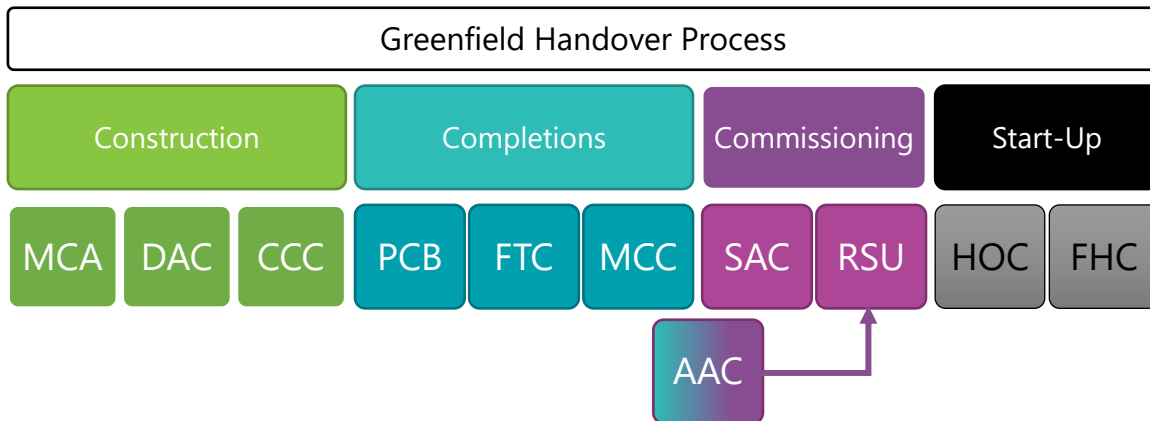 Greenfield Handover Process
Construction
Completions
Commissioning
Start-Up
MCA
DAC
CCC
PCB
FTC
MCC
SAC
RSU
HOC
FHC
AAC